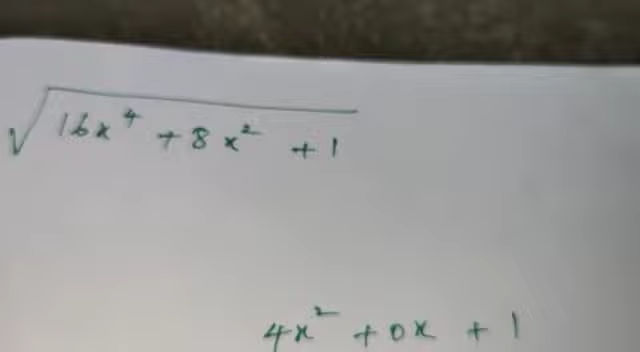 √16x⁴ + 8x² + 1
4x² + 0x + 1